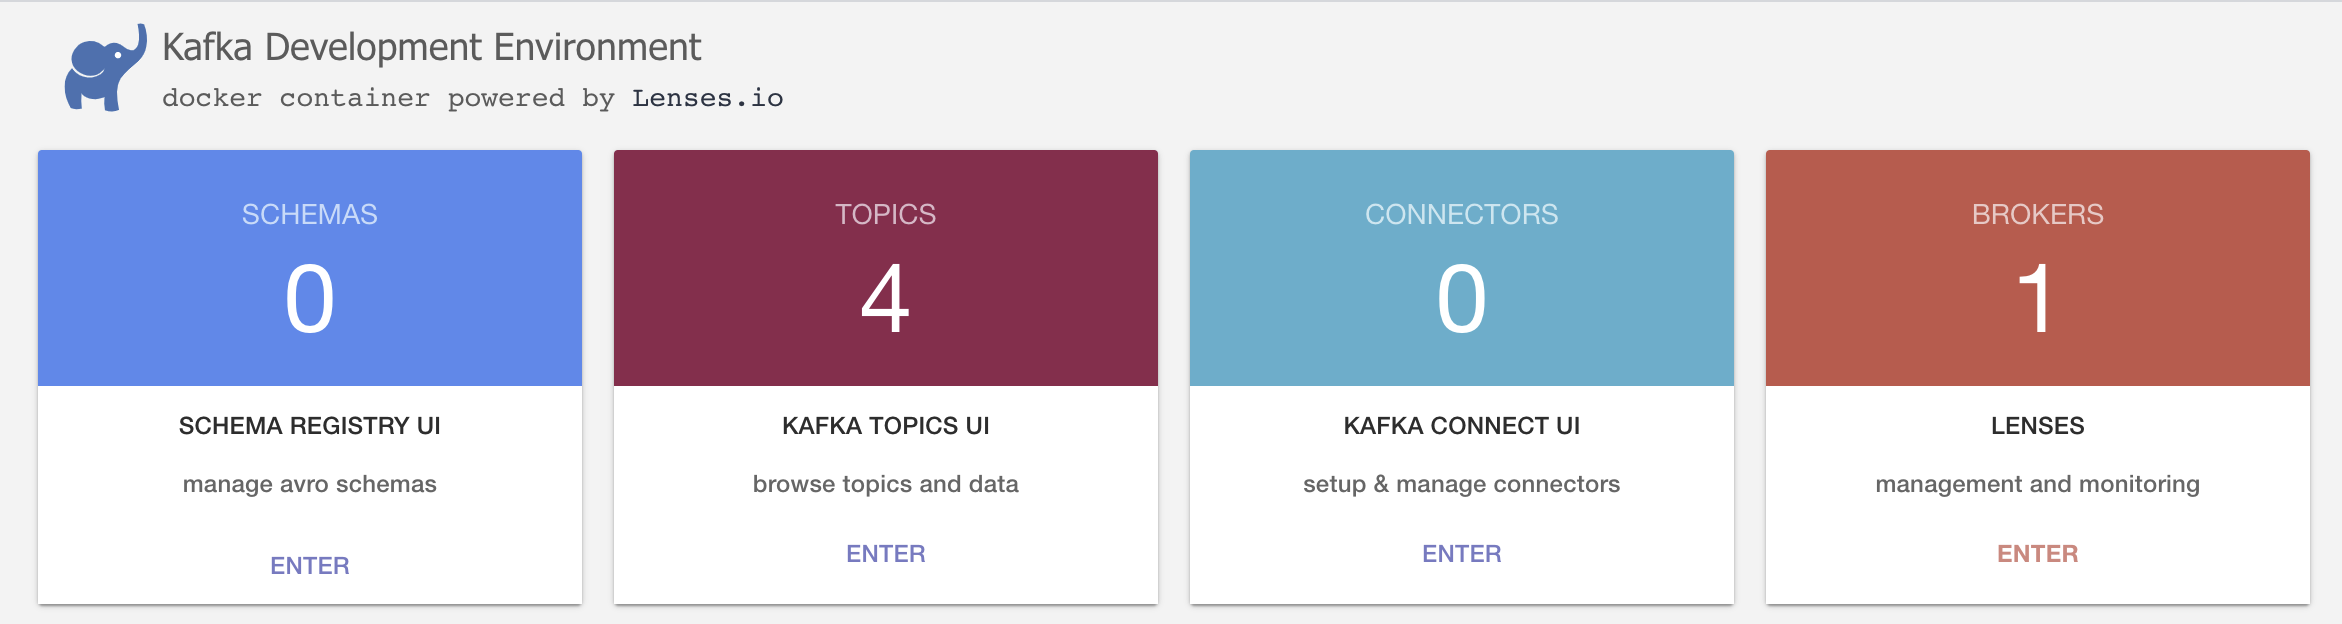 Kafka Development Environment
docker container powered by Lenses.io
SCHEMAS
0
SCHEMA REGISTRY UI
manage avro schemas
ENTER
TOPICS
4
KAFKA TOPICS UI
browse topics and data
ENTER
CONNECTORS
0
KAFKA CONNECT UI
setup & manage connectors
ENTER
BROKERS
1
LENSES
management and monitoring
ENTER